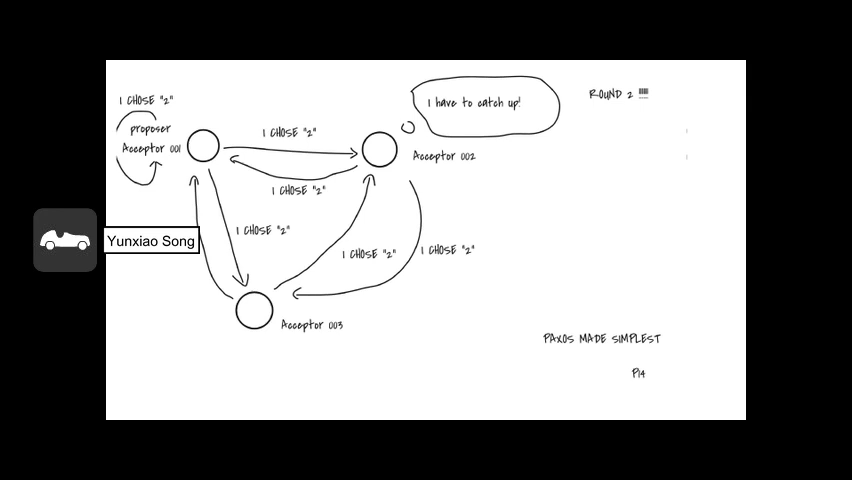 I CHOSE "2"
proposer
Acceptor 001
I CHOSE "2"
I CHOSE "2"
I have to catch up!
Acceptor 002
ROUND 2 !!!!!
Yunxiao Song
I CHOSE "2"
I CHOSE "2"
I CHOSE "2"
Acceptor 003
PAXOS MADE SIMPLEST
P14